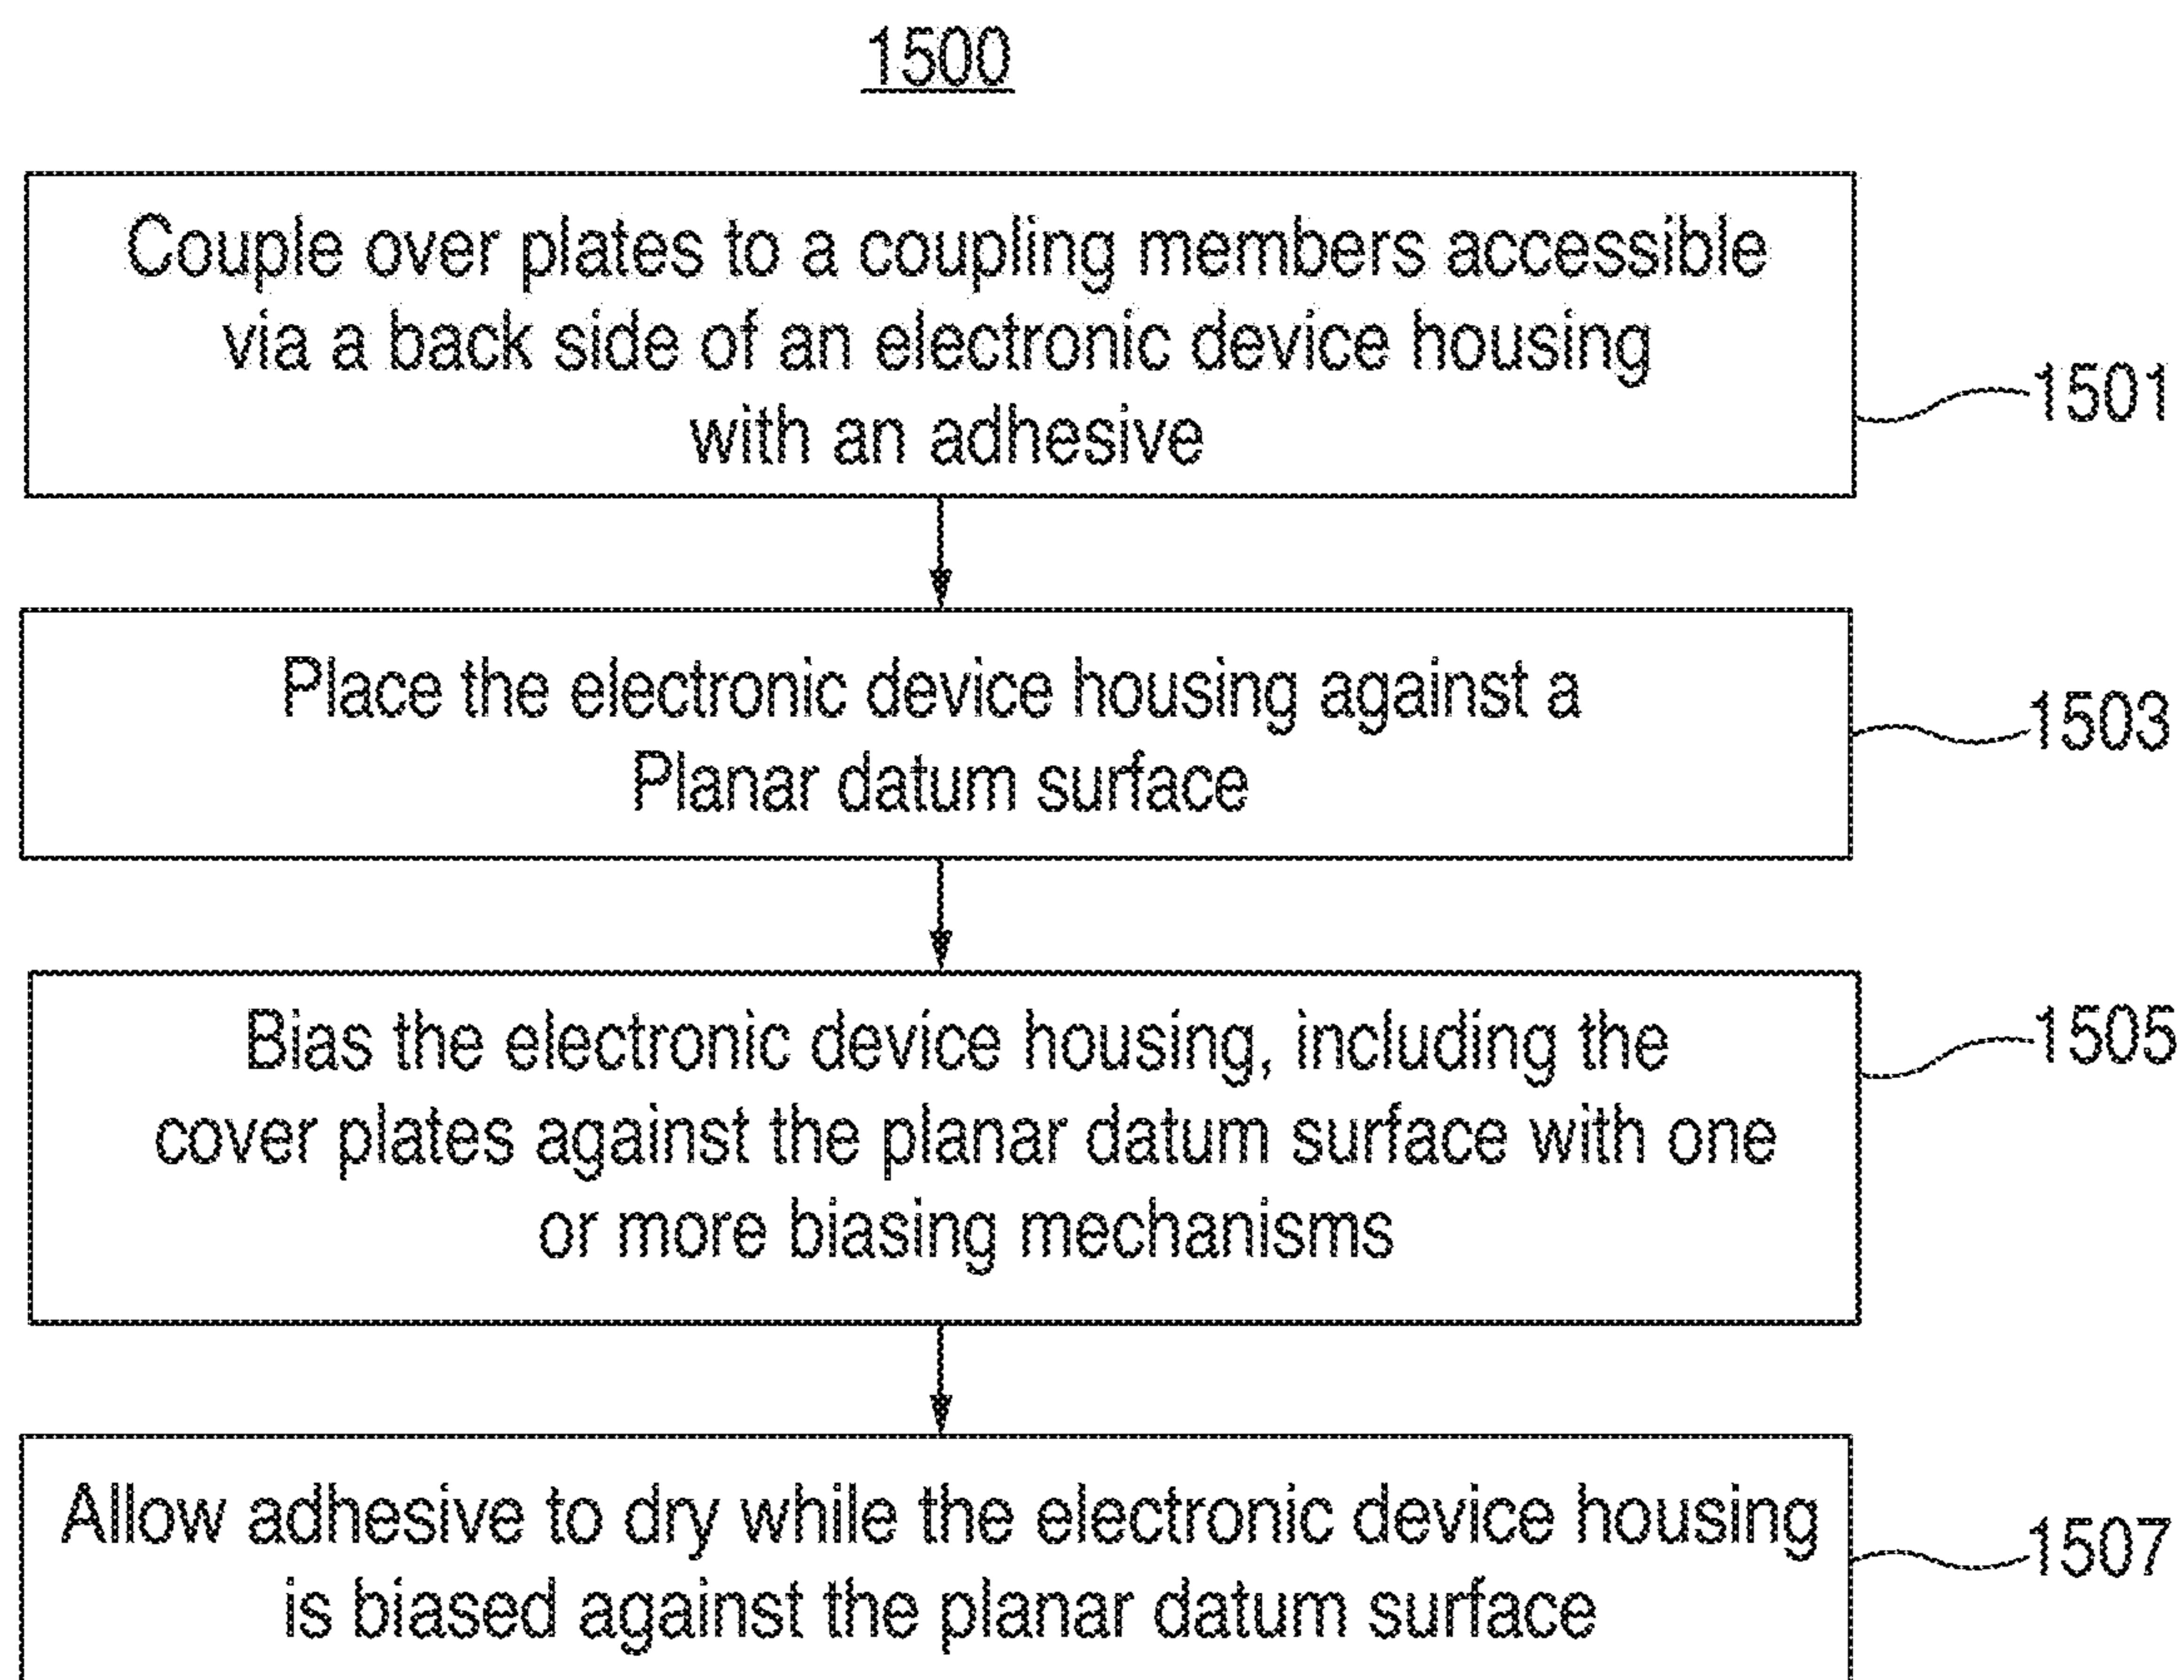 1500
Couple over plates to a coupling members accessible
via a back side of an electronic device housing
with an adhesive
1501
Place the electronic device housing against a
Planar datum surface
1503
Bias the electronic device housing, including the
cover plates against the planar datum surface with one
or more biasing mechanisms
1505
Allow adhesive to dry while the electronic device housing
is biased against the planar datum surface
1507